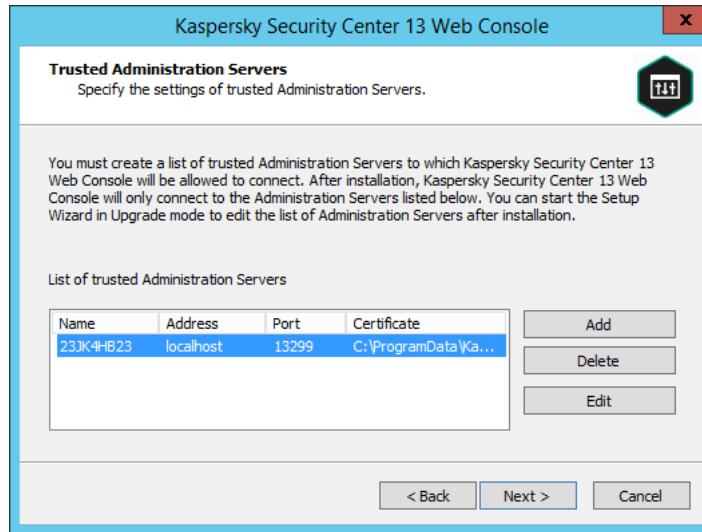 Kaspersky Security Center 13 Web Console
x
Trusted Administration Servers
Specify the settings of trusted Administration Servers.
You must create a list of trusted Administration Servers to which Kaspersky Security Center 13
Web Console will be allowed to connect. After installation, Kaspersky Security Center 13 Web
Console will only connect to the Administration Servers listed below. You can start the Setup
Wizard in Upgrade mode to edit the list of Administration Servers after installation.
List of trusted Administration Servers
Name Address Port Certificate
23JK4HB23 localhost 13299 C:\ProgramData\Ka...
Add
Delete
Edit
< Back Next > Cancel